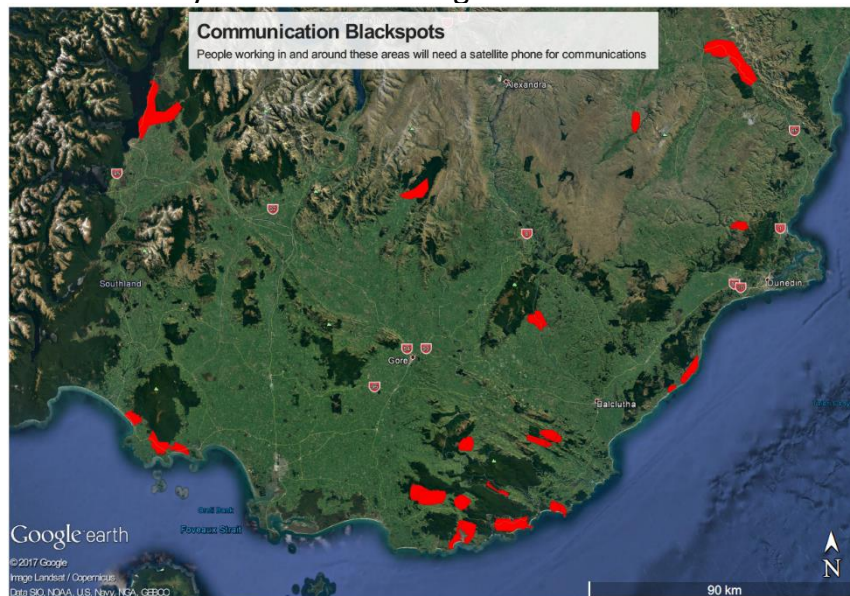 Communication Blackspots
People working in and around these areas will need a satellite phone for communications
Alexandra
Southland
Dunedin
Gore
Balclutha
Foveaux Strait
Google earth
© 2017 Google
Image Landsat / Copernicus
Data SIO, NOAA, U.S. Navy, NGA, GEBCO
N
90 km